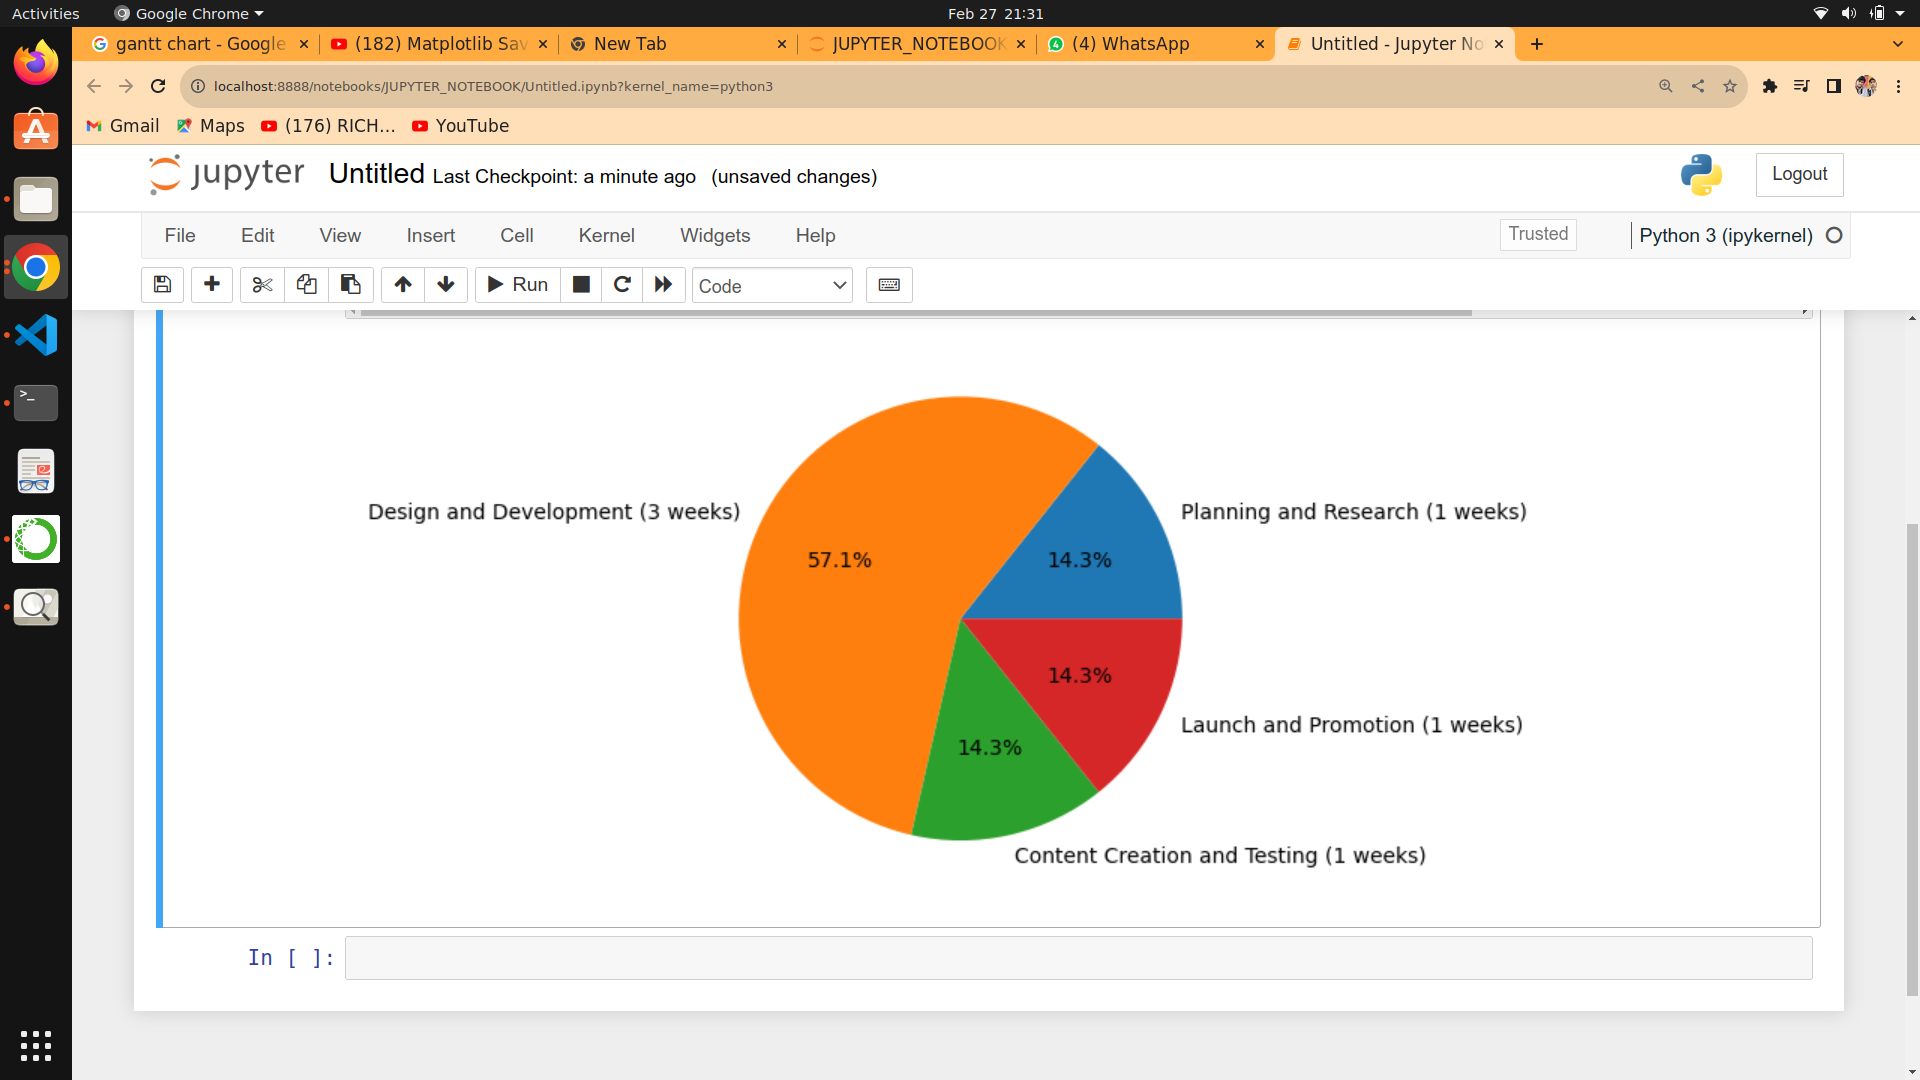 Activities Google Chrome Feb 27 21:31
gantt chart - Google (182) Matplotlib Sav New Tab JUPYTER_NOTEBOOK (4) WhatsApp Untitled - Jupyter No
localhost:8888/notebooks/JUPYTER_NOTEBOOK/Untitled.ipynb?kernel_name=python3
Gmail Maps (176) RICH... YouTube
jupyter Untitled Last Checkpoint: a minute ago (unsaved changes) Logout
File Edit View Insert Cell Kernel Widgets Help Trusted Python 3 (ipykernel)
Run Code
Design and Development (3 weeks) Planning and Research (1 weeks)
57.1% 14.3%
14.3%
Launch and Promotion (1 weeks)
14.3%
Content Creation and Testing (1 weeks)
In [ ]: